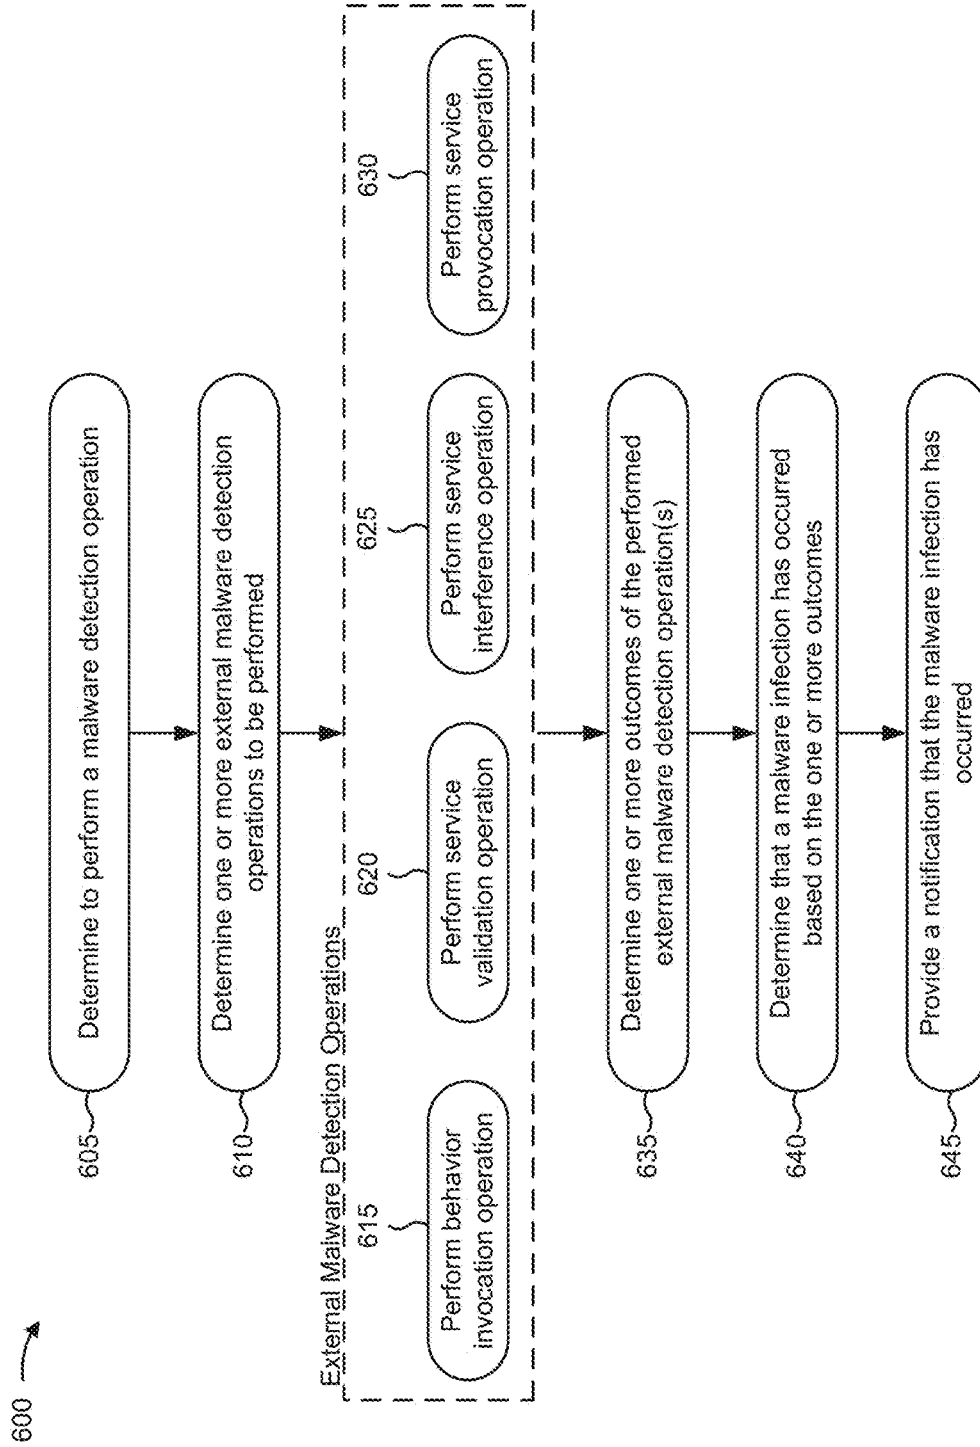 600
605
Determine to perform a malware detection operation
610
Determine one or more external malware detection
operations to be performed
External Malware Detection Operations
615
Perform behavior
invocation operation
620
Perform service
validation operation
625
Perform service
interference operation
630
Perform service
provocation operation
635
Determine one or more outcomes of the performed
external malware detection operation(s)
640
Determine that a malware infection has occurred
based on the one or more outcomes
645
Provide a notification that the malware infection has
occurred